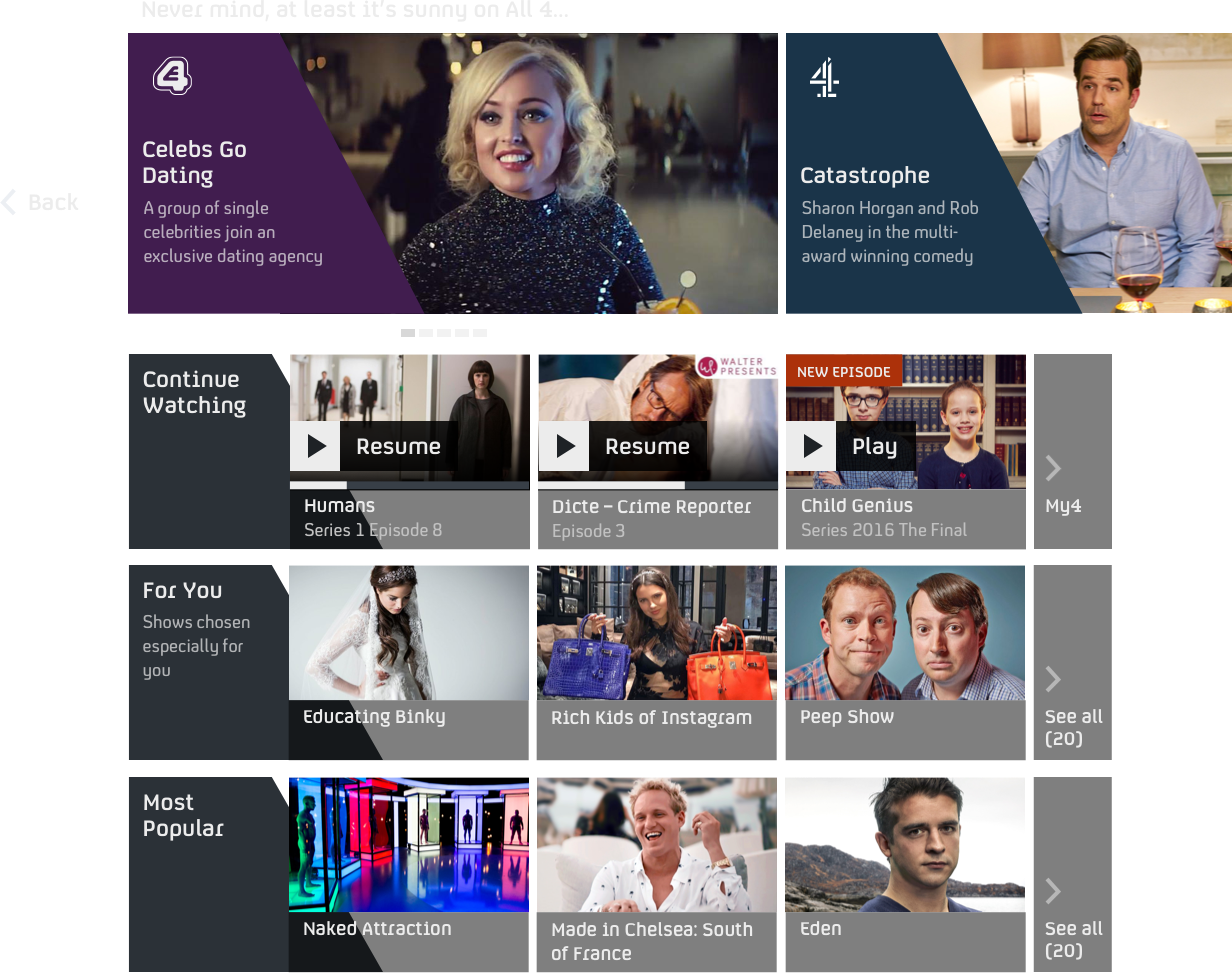 Never mind, at least it's sunny on All 4...
Celebs Go
Dating
A group of single
celebrities join an
exclusive dating agency
Catastrophe
Sharon Horgan and Rob
Delaney in the multi-
award winning comedy
Back
Continue
Watching
Resume
Humans
Series 1 Episode 8
WALTER
PRESENTS
Resume
Dicte – Crime Reporter
Episode 3
NEW EPISODE
Play
Child Genius
Series 2016 The Final
My4
For You
Shows chosen
especially for
you
Educating Binky
Rich Kids of Instagram
Peep Show
See all
(20)
Most
Popular
Naked Attraction
Made in Chelsea: South
of France
Eden
See all
(20)